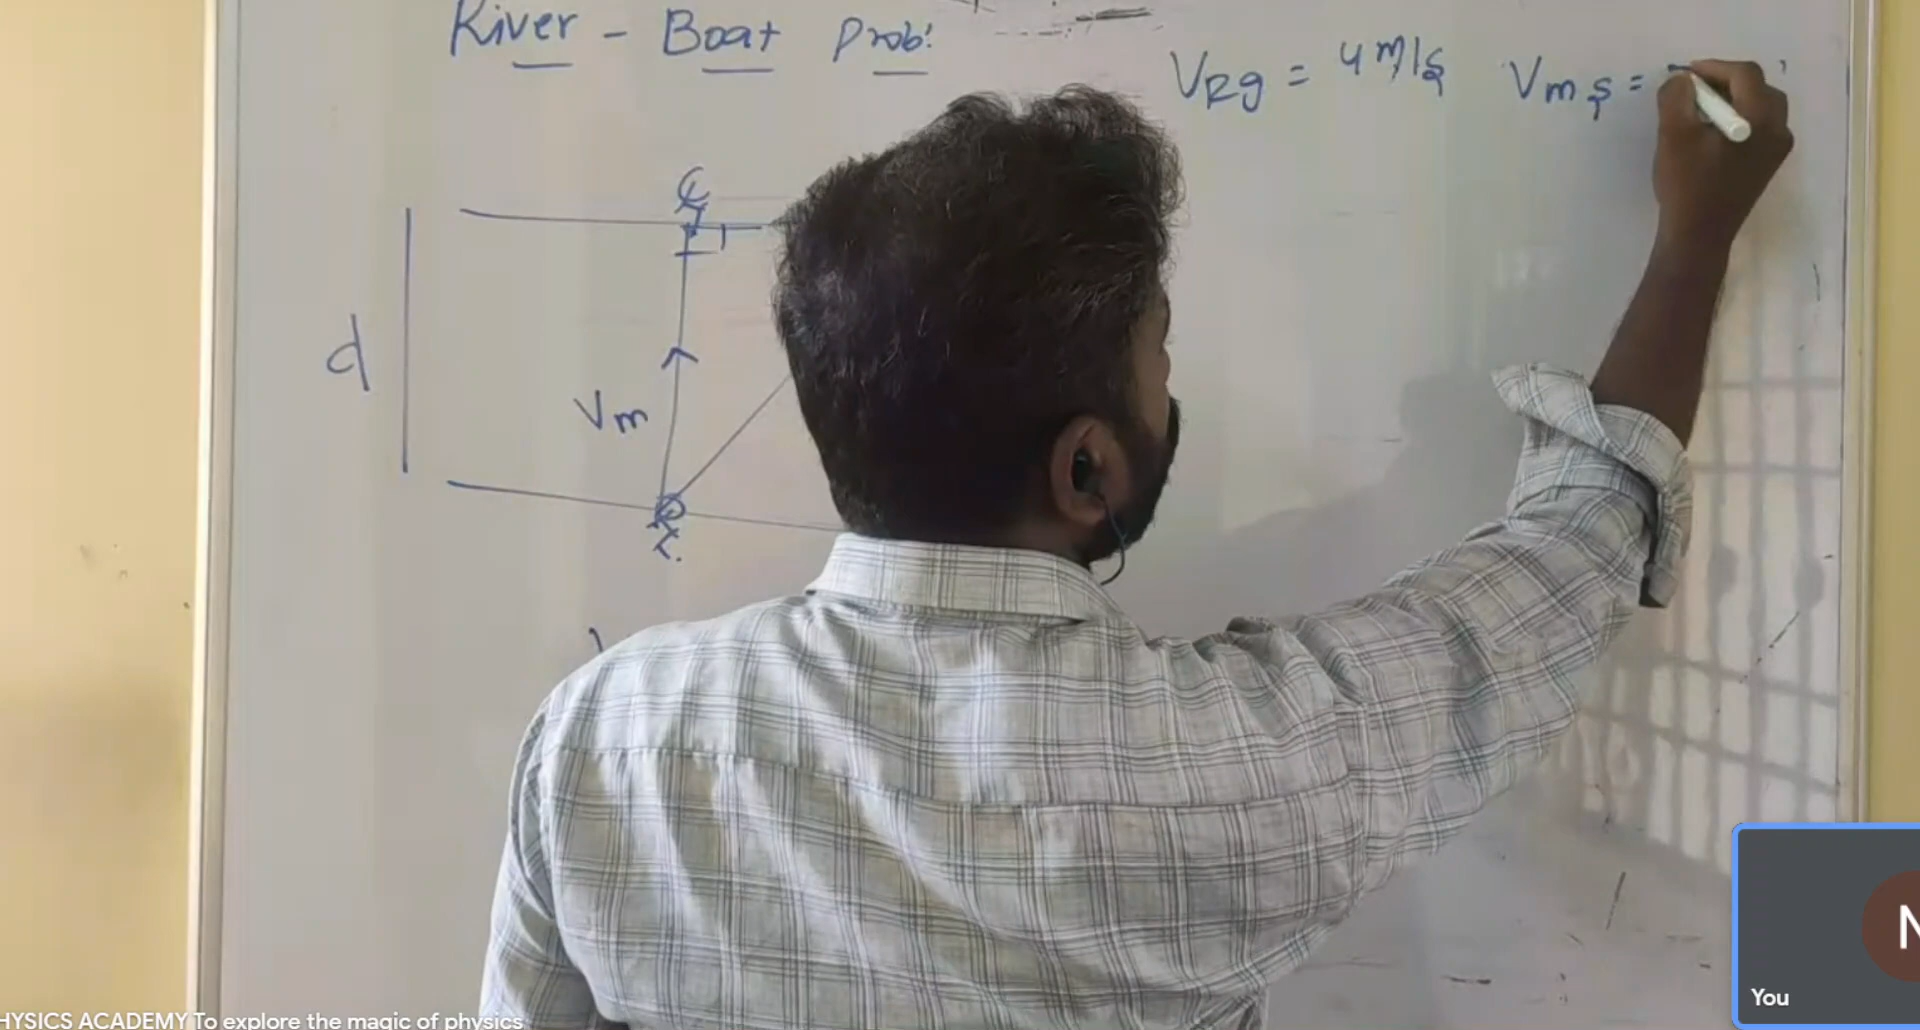 River - Boat Prob:
VRg = 4 m/s Vms =
d
Vm
You
N
HYSICS ACADEMY To explore the magic of physics